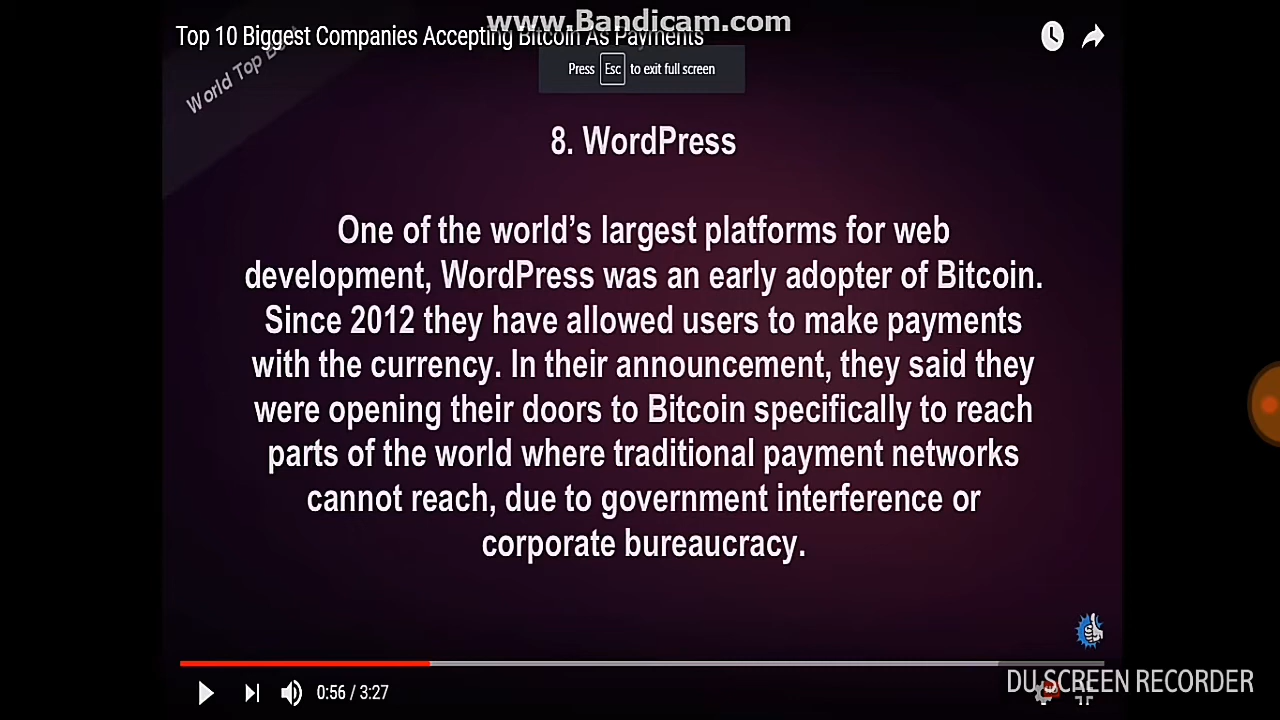 www.Bandicam.com
Top 10 Biggest Companies Accepting Bitcoin As Payments
World Top
Press Esc to exit full screen
8. WordPress
One of the world’s largest platforms for web
development, WordPress was an early adopter of Bitcoin.
Since 2012 they have allowed users to make payments
with the currency. In their announcement, they said they
were opening their doors to Bitcoin specifically to reach
parts of the world where traditional payment networks
cannot reach, due to government interference or
corporate bureaucracy.
0:56 / 3:27
HD
DU SCREEN RECORDER